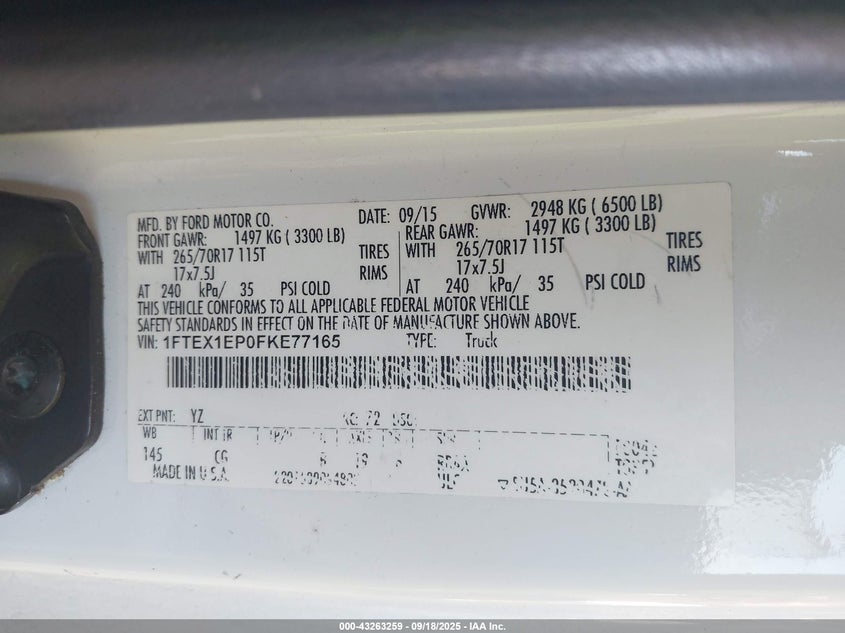 MFD. BY FORD MOTOR CO. DATE: 09/15 GVWR: 2948 KG ( 6500 LB)
FRONT GAWR: 1497 KG ( 3300 LB) REAR GAWR: 1497 KG ( 3300 LB)
WITH 265/70R17 115T TIRES WITH 265/70R17 115T TIRES
17x7.5J RIMS 17x7.5J RIMS
AT 240 kPa/ 35 PSI COLD AT 240 kPa/ 35 PSI COLD
THIS VEHICLE CONFORMS TO ALL APPLICABLE FEDERAL MOTOR VEHICLE
SAFETY STANDARDS IN EFFECT ON THE DATE OF MANUFACTURE SHOWN ABOVE.
VIN: 1FTEX1EP0FKE77165 TYPE: Truck
EXT PNT: YZ
WB INT TR
145 CG
MADE IN U.S.A.
000-43263259 - 09/18/2025 - IAA Inc.